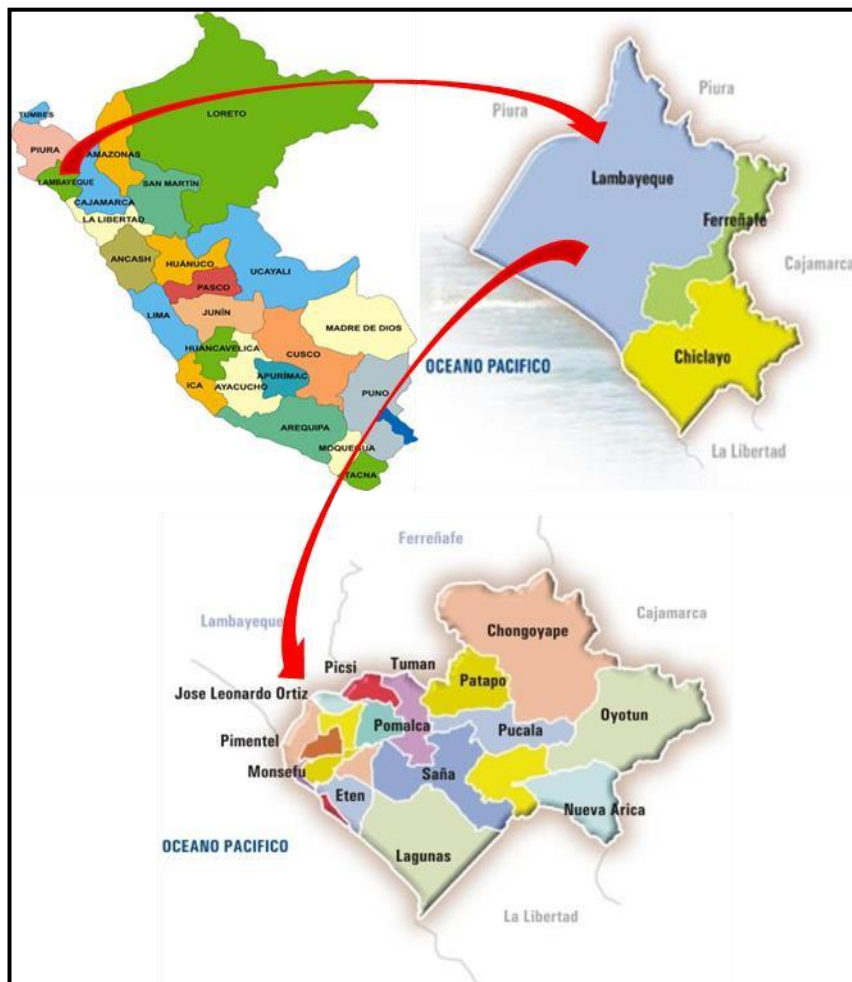 LORETO
TUMBES
PIURA
AMAZONAS
LAMBAYEQUE
SAN MARTÍN
CAJAMARCA
LA LIBERTAD
ANCASH
HUÁNUCO
UCAYALI
PASCO
LIMA
JUNÍN
MADRE DE DIOS
HUANCAVELICA
CUSCO
APURÍMAC
ICA
AYACUCHO
PUNO
AREQUIPA
MOQUEGUA
TACNA
Piura
Piura
Lambayeque
Ferreñafe
Cajamarca
Chiclayo
OCEANO PACIFICO
La Libertad
Ferreñafe
Cajamarca
Lambayeque
Chongoyape
Picsi
Tuman
Patapo
Jose Leonardo Ortiz
Oyotun
Pomalca
Pucala
Pimentel
Monsefu
Saña
Eten
Nueva Arica
OCEANO PACIFICO
Lagunas
La Libertad